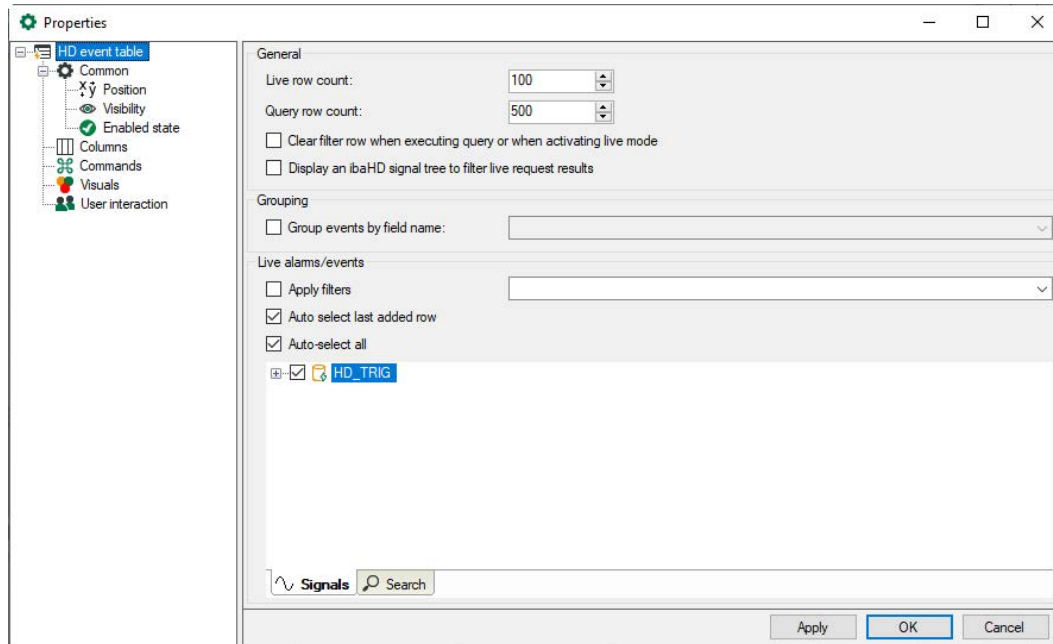 Properties
HD event table
Common
Position
Visibility
Enabled state
Columns
Commands
Visuals
User interaction
General
Live row count: 100
Query row count: 500
Clear filter row when executing query or when activating live mode
Display an ibaHD signal tree to filter live request results
Grouping
Group events by field name:
Live alarms/events
Apply filters
Auto select last added row
Auto-select all
HD_TRIG
Signals Search
Apply OK Cancel